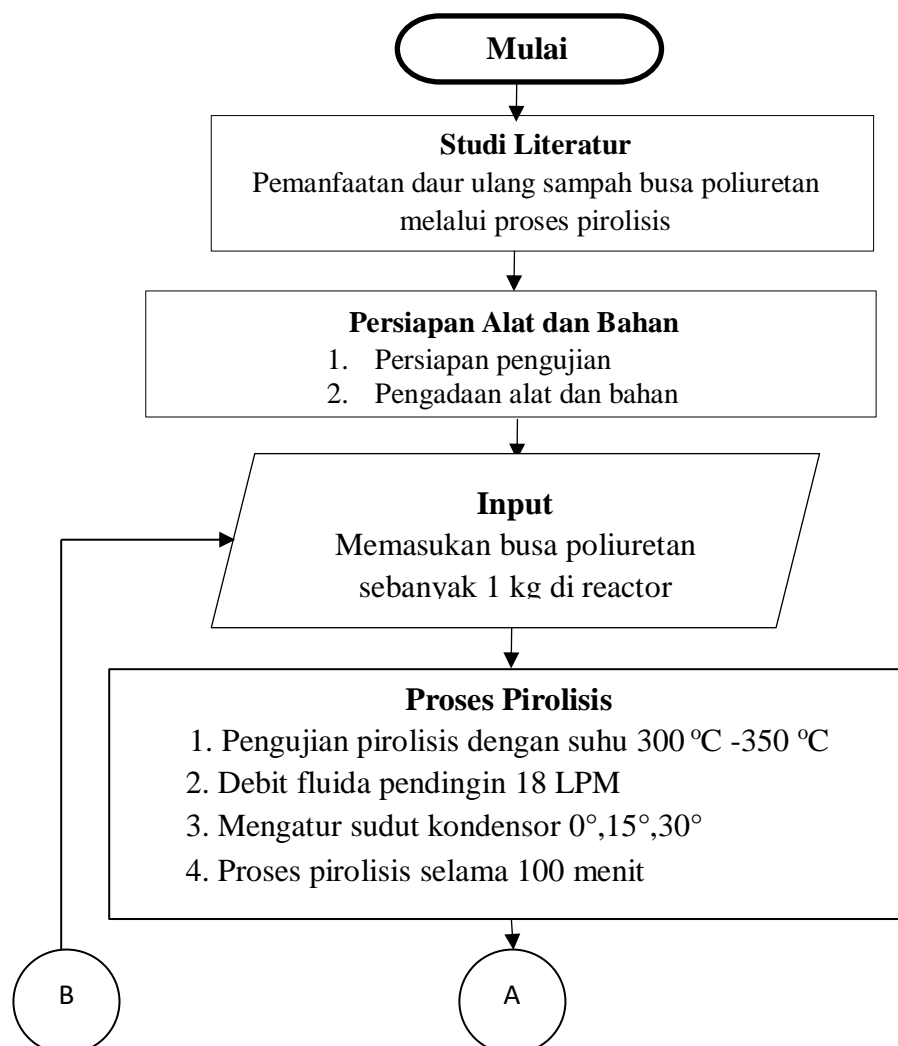 Mulai
Studi Literatur
Pemanfaatan daur ulang sampah busa poliuretan
melalui proses pirolisis
Persiapan Alat dan Bahan
1. Persiapan pengujian
2. Pengadaan alat dan bahan
Input
Memasukan busa poliuretan
sebanyak 1 kg di reactor
Proses Pirolisis
1. Pengujian pirolisis dengan suhu 300 ºC -350 ºC
2. Debit fluida pendingin 18 LPM
3. Mengatur sudut kondensor 0°,15°,30°
4. Proses pirolisis selama 100 menit
B
A